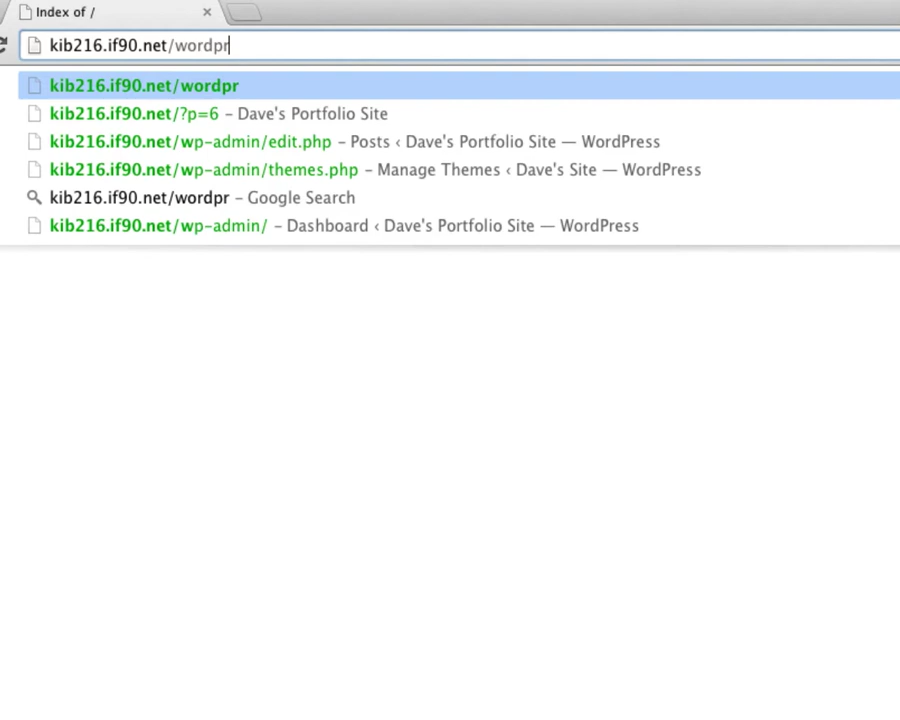 Index of /
kib216.if90.net/wordpr
kib216.if90.net/wordpr
kib216.if90.net/?p=6 – Dave's Portfolio Site
kib216.if90.net/wp-admin/edit.php – Posts ‹ Dave's Portfolio Site — WordPress
kib216.if90.net/wp-admin/themes.php – Manage Themes ‹ Dave's Site — WordPress
kib216.if90.net/wordpr – Google Search
kib216.if90.net/wp-admin/ – Dashboard ‹ Dave's Portfolio Site — WordPress